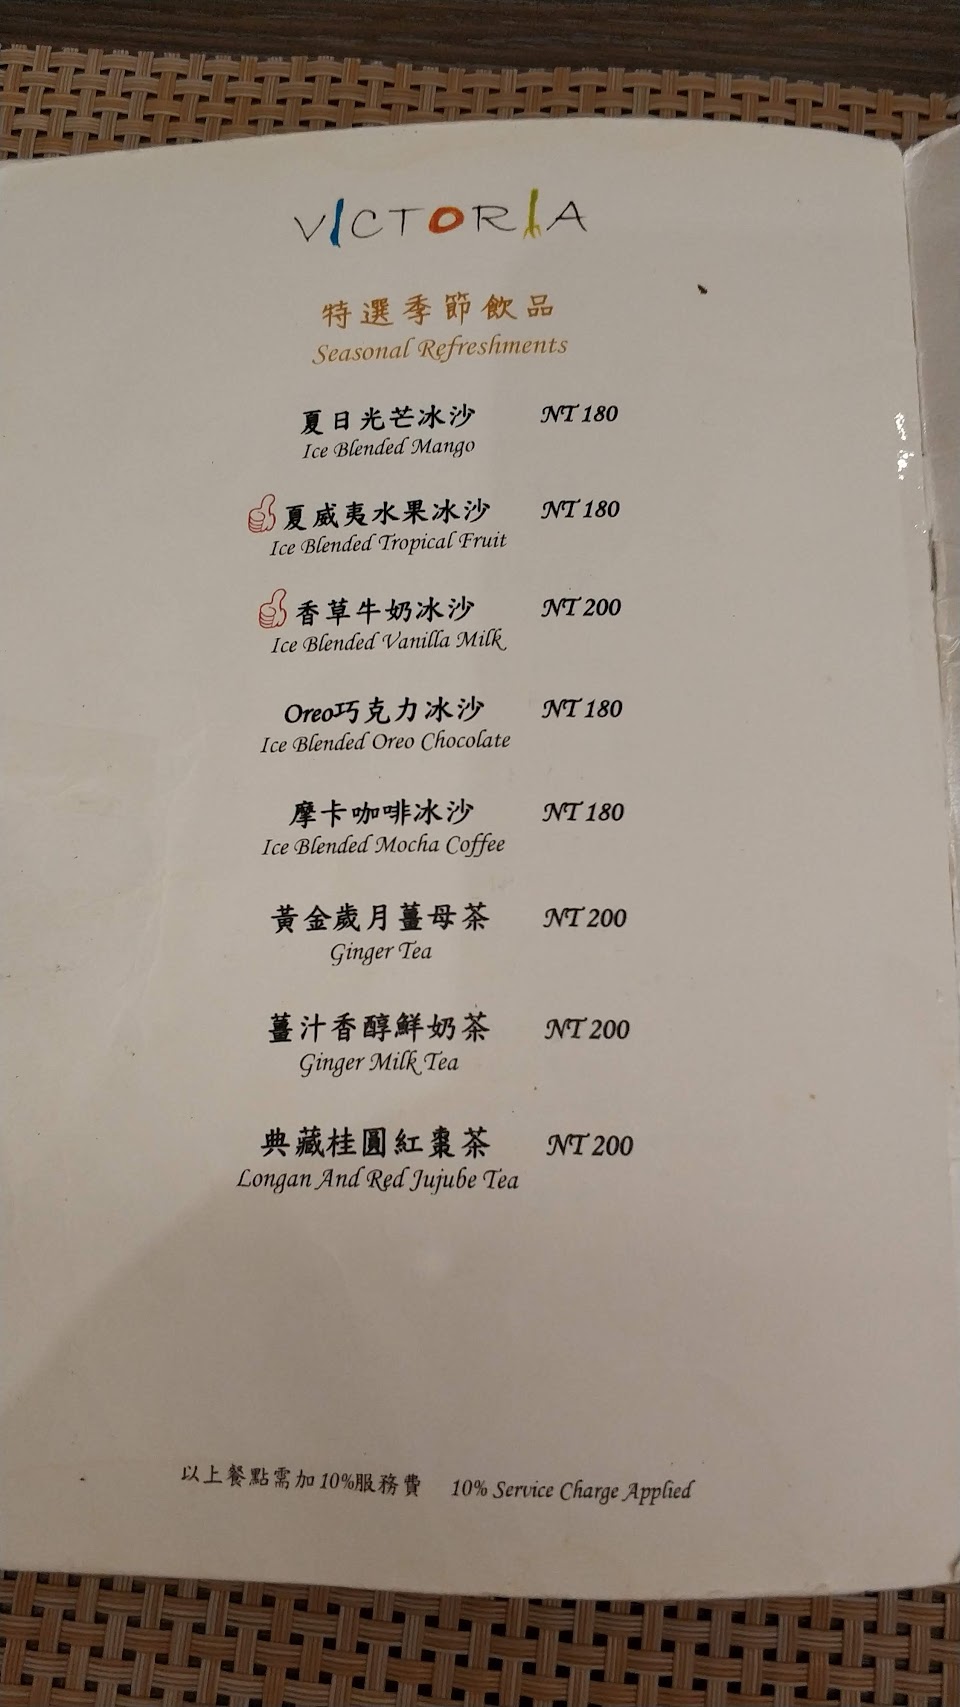 VICTORIA
特選季節飲品
Seasonal Refreshments
夏日光芒冰沙 NT 180
Ice Blended Mango
夏威夷水果冰沙 NT 180
Ice Blended Tropical Fruit
香草牛奶冰沙 NT 200
Ice Blended Vanilla Milk
Oreo巧克力冰沙 NT 180
Ice Blended Oreo Chocolate
摩卡咖啡冰沙 NT 180
Ice Blended Mocha Coffee
黃金歲月薑母茶 NT 200
Ginger Tea
薑汁香醇鮮奶茶 NT 200
Ginger Milk Tea
典藏桂圓紅棗茶 NT 200
Longan And Red Jujube Tea
以上餐點需加10%服務費 10% Service Charge Applied